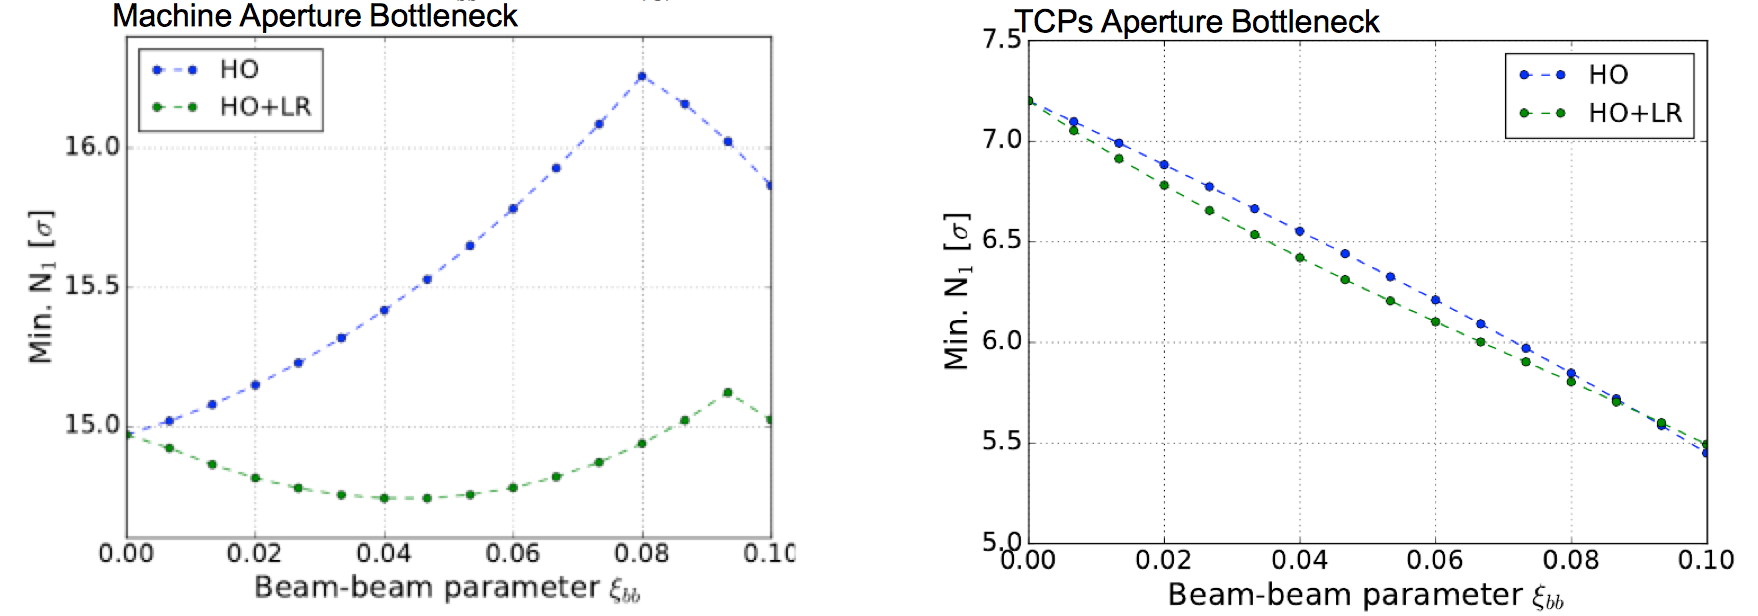 Machine Aperture Bottleneck
HO
HO+LR
16.0
15.5
15.0
Min. N1 [σ]
0.00 0.02 0.04 0.06 0.08 0.10
Beam-beam parameter ξbb
TCPs Aperture Bottleneck
HO
HO+LR
7.5
7.0
6.5
6.0
5.5
5.0
Min. N1 [σ]
0.00 0.02 0.04 0.06 0.08 0.10
Beam-beam parameter ξbb